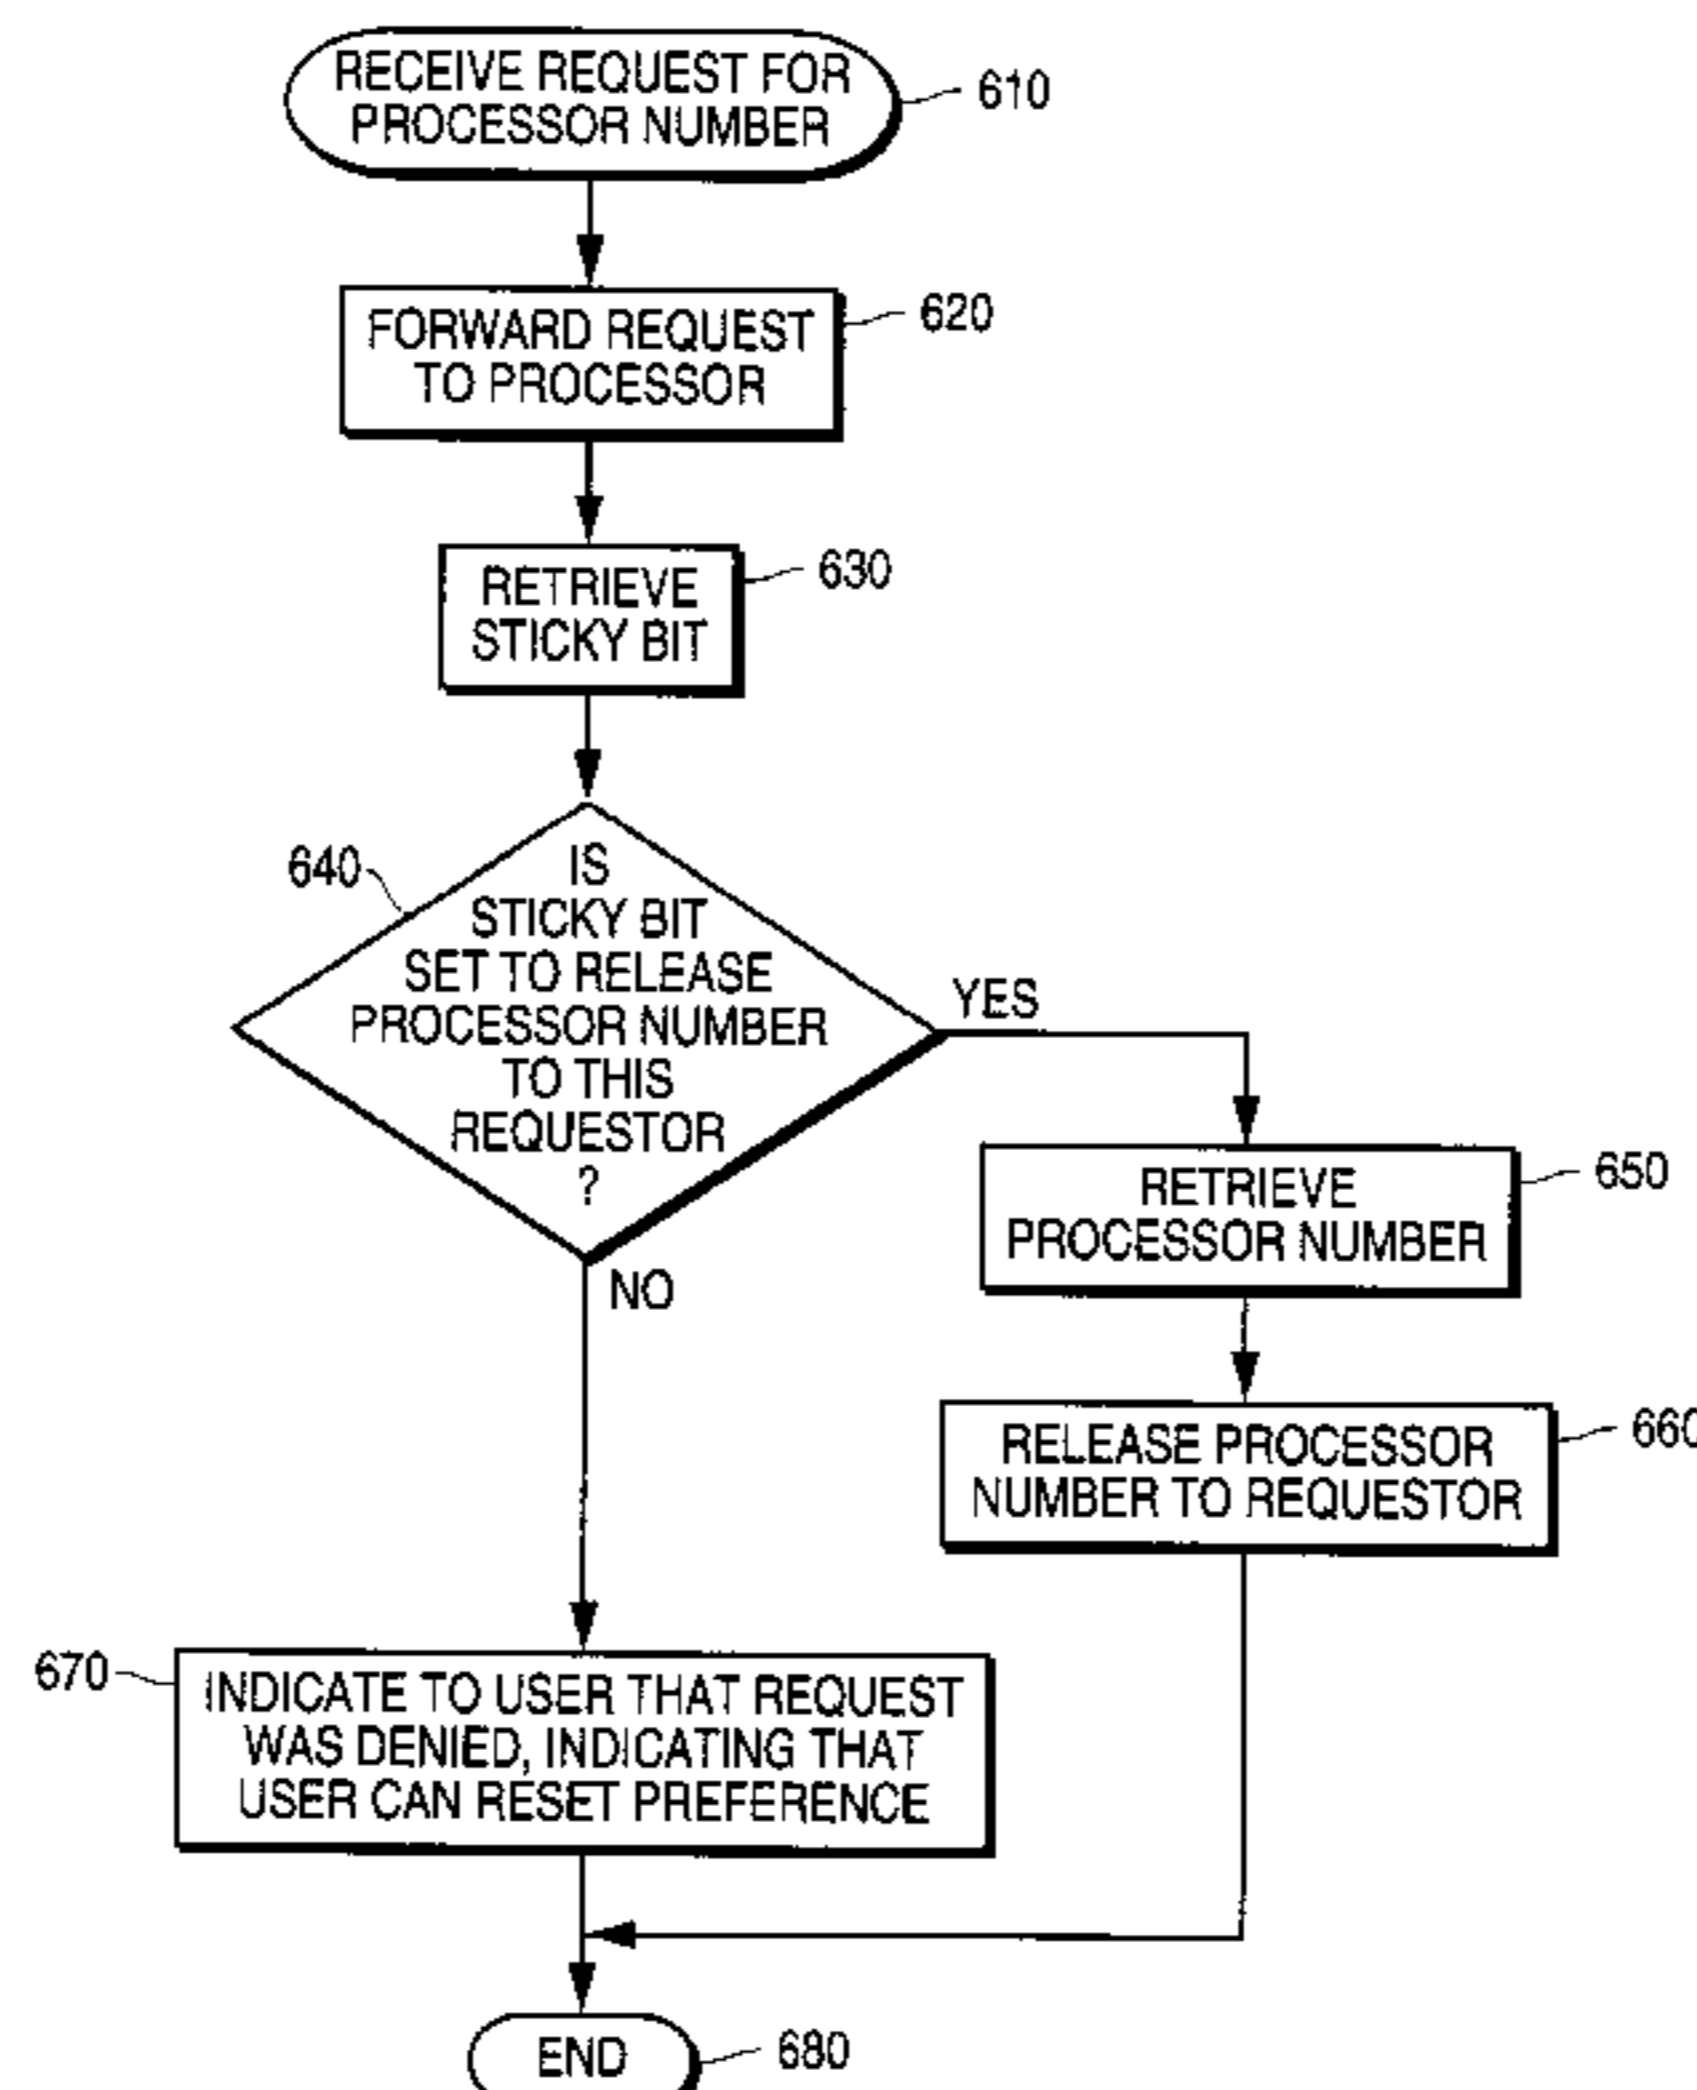 RECEIVE REQUEST FOR
PROCESSOR NUMBER
610
FORWARD REQUEST
TO PROCESSOR
620
RETRIEVE
STICKY BIT
630
640
IS
STICKY BIT
SET TO RELEASE
PROCESSOR NUMBER
TO THIS
REQUESTOR
?
YES
NO
RETRIEVE
PROCESSOR NUMBER
650
RELEASE PROCESSOR
NUMBER TO REQUESTOR
660
670
INDICATE TO USER THAT REQUEST
WAS DENIED, INDICATING THAT
USER CAN RESET PREFERENCE
END
680